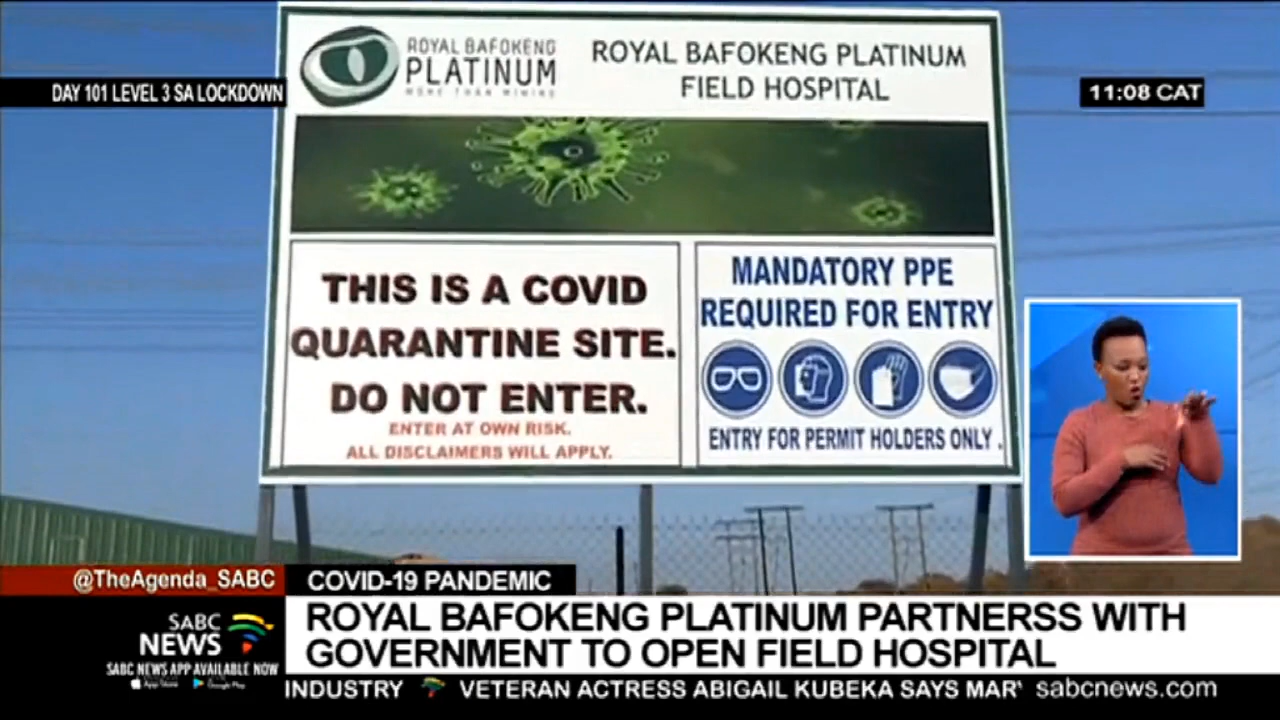 ROYAL BAFOKENG
PLATINUM
MORE THAN MINING
ROYAL BAFOKENG PLATINUM
FIELD HOSPITAL
DAY 101 LEVEL 3 SA LOCKDOWN
11:08 CAT
THIS IS A COVID
QUARANTINE SITE.
DO NOT ENTER.
ENTER AT OWN RISK.
ALL DISCLAIMERS WILL APPLY.
MANDATORY PPE
REQUIRED FOR ENTRY
ENTRY FOR PERMIT HOLDERS ONLY .
@TheAgenda_SABC
COVID-19 PANDEMIC
SABC
NEWS
SABC NEWS APP AVAILABLE NOW
App Store Google Play
ROYAL BAFOKENG PLATINUM PARTNERSS WITH
GOVERNMENT TO OPEN FIELD HOSPITAL
INDUSTRY VETERAN ACTRESS ABIGAIL KUBEKA SAYS MAR
sabcnews.com